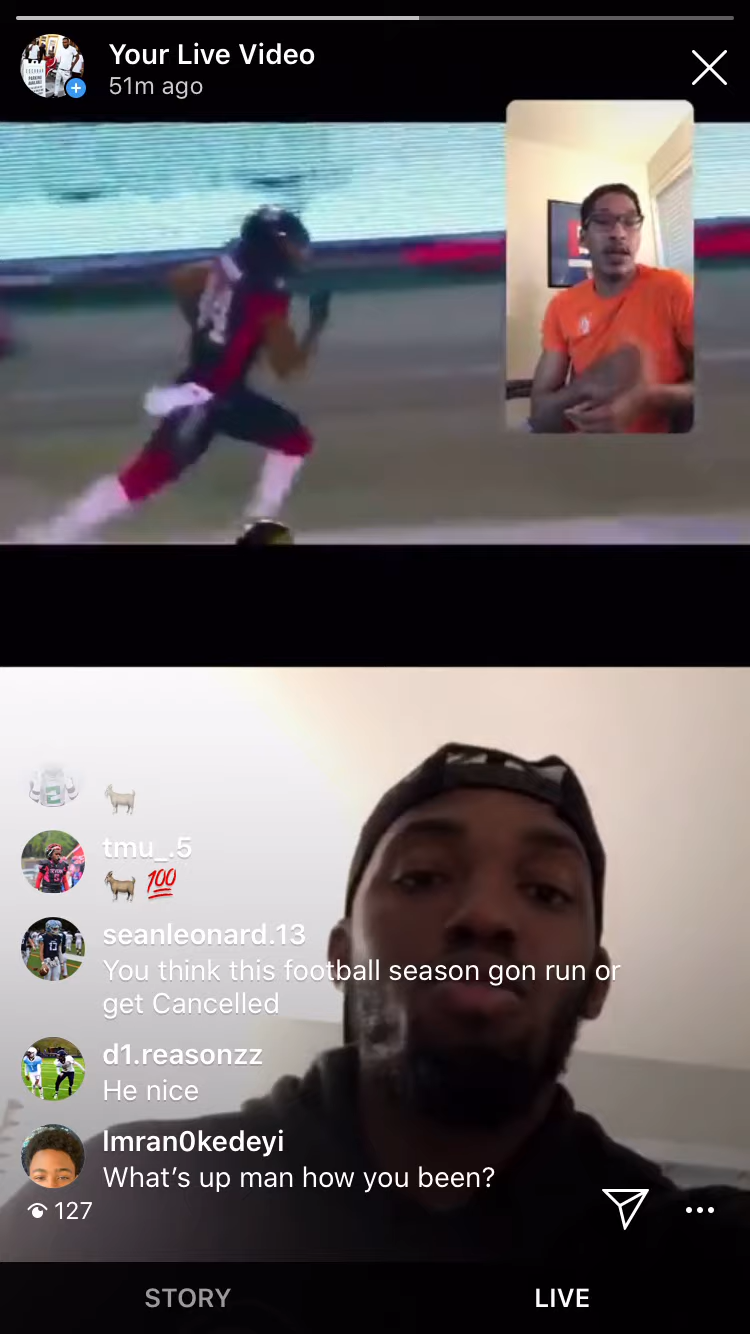 Your Live Video
51m ago
🐐
tmu_.5
🐐 💯
seanleonard.13
You think this football season gon run or
get Cancelled
d1.reasonzz
He nice
Imran0kedeyi
What's up man how you been?
127
STORY
LIVE